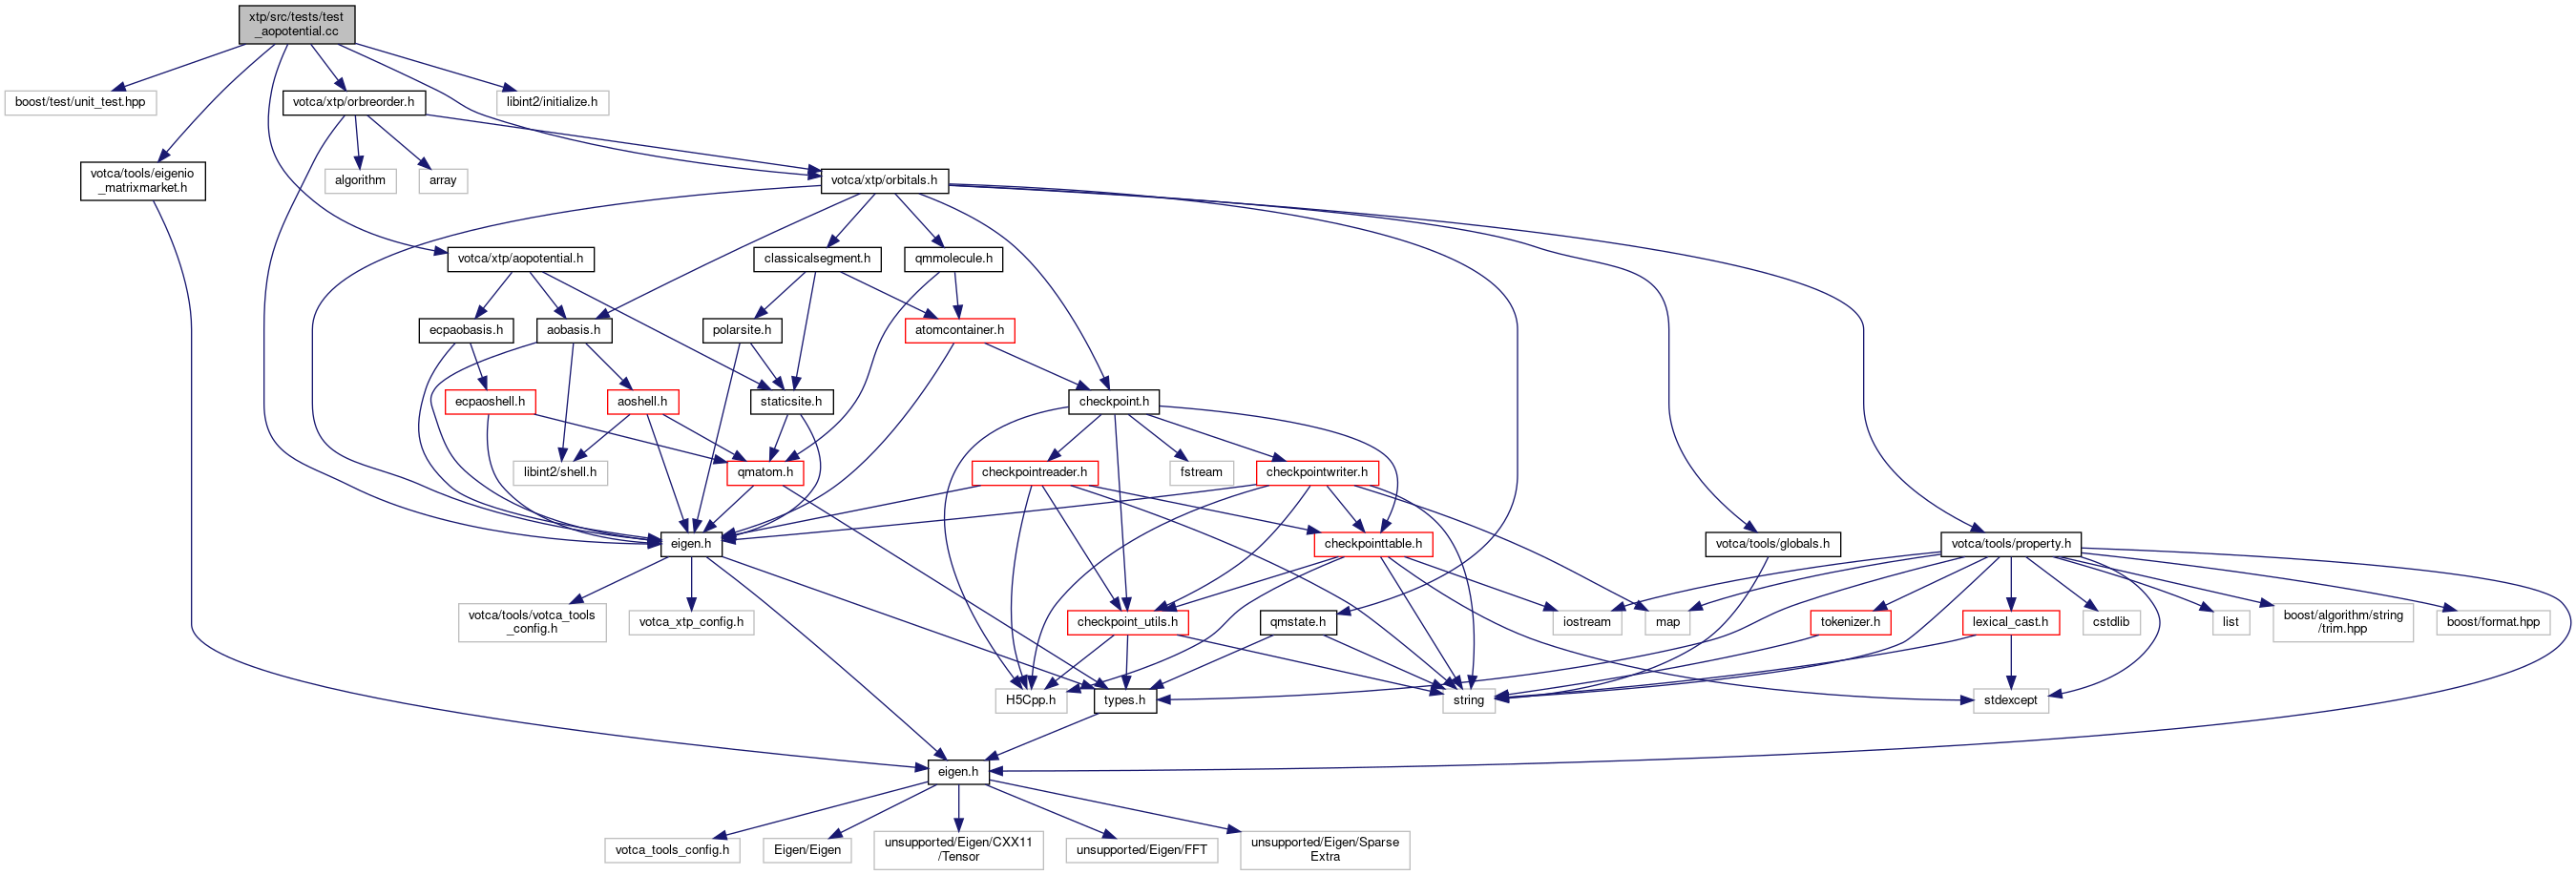 xtp/src/tests/test
_aopotential.cc
boost/test/unit_test.hpp
votca/xtp/orbreorder.h
libint2/initialize.h
votca/tools/eigenio
_matrixmarket.h
algorithm
array
votca/xtp/orbitals.h
votca/xtp/aopotential.h
classicalsegment.h
qmmolecule.h
ecpaobasis.h
aobasis.h
polarsite.h
atomcontainer.h
ecpaoshell.h
aoshell.h
staticsite.h
checkpoint.h
libint2/shell.h
qmatom.h
checkpointreader.h
fstream
checkpointwriter.h
eigen.h
checkpointtable.h
votca/tools/globals.h
votca/tools/property.h
votca/tools/votca_tools
_config.h
votca_xtp_config.h
checkpoint_utils.h
qmstate.h
iostream
map
tokenizer.h
lexical_cast.h
cstdlib
list
boost/algorithm/string
/trim.hpp
boost/format.hpp
H5Cpp.h
types.h
string
stdexcept
eigen.h
votca_tools_config.h
Eigen/Eigen
unsupported/Eigen/CXX11
/Tensor
unsupported/Eigen/FFT
unsupported/Eigen/Sparse
Extra